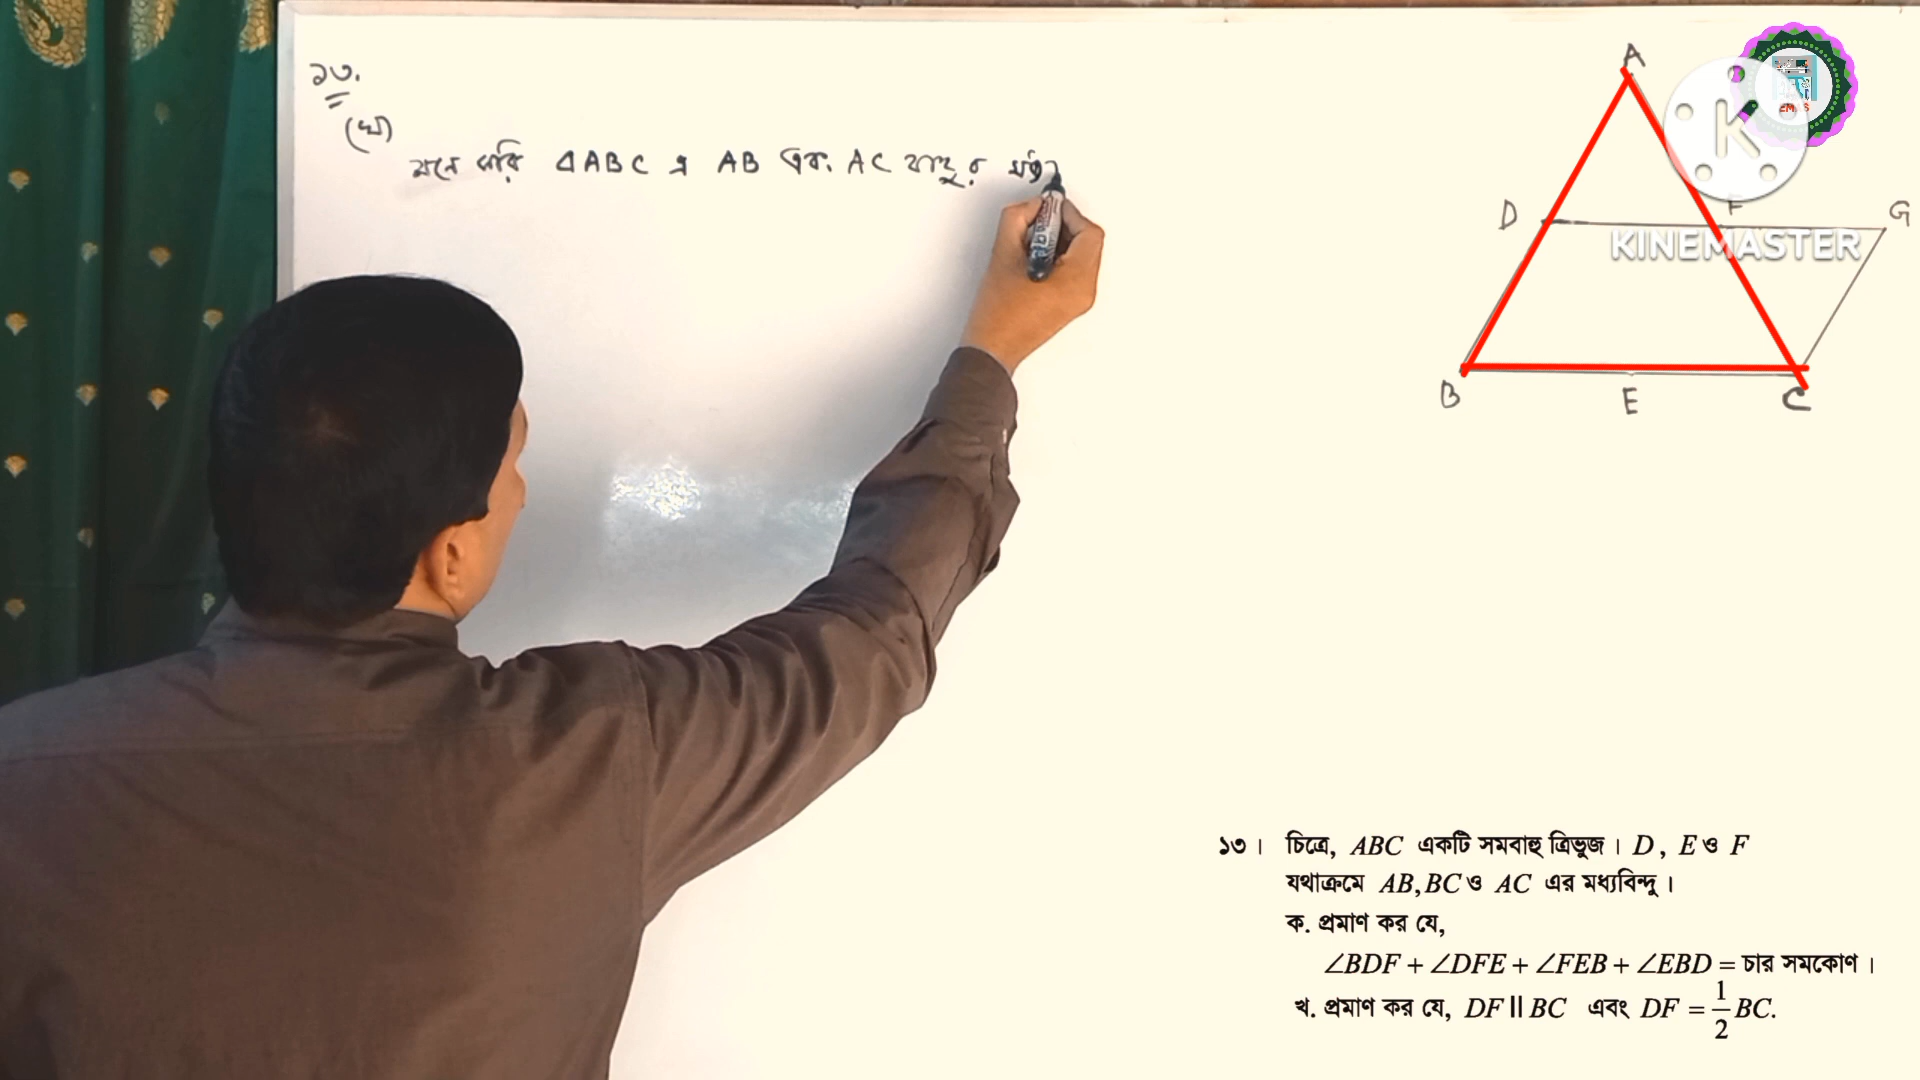 ১৩.
(খ)
মনে করি ΔABC এ AB এবং AC বাহুর
A
D
F
G
KINEMASTER
B
E
C
১৩। চিত্রে, ABC একটি সমবাহু ত্রিভুজ। D, E ও F
যথাক্রমে AB, BC ও AC এর মধ্যবিন্দু।
ক. প্রমাণ কর যে,
∠BDF + ∠DFE + ∠FEB + ∠EBD = চার সমকোণ।
খ. প্রমাণ কর যে, DF || BC এবং DF = 1/2 BC.